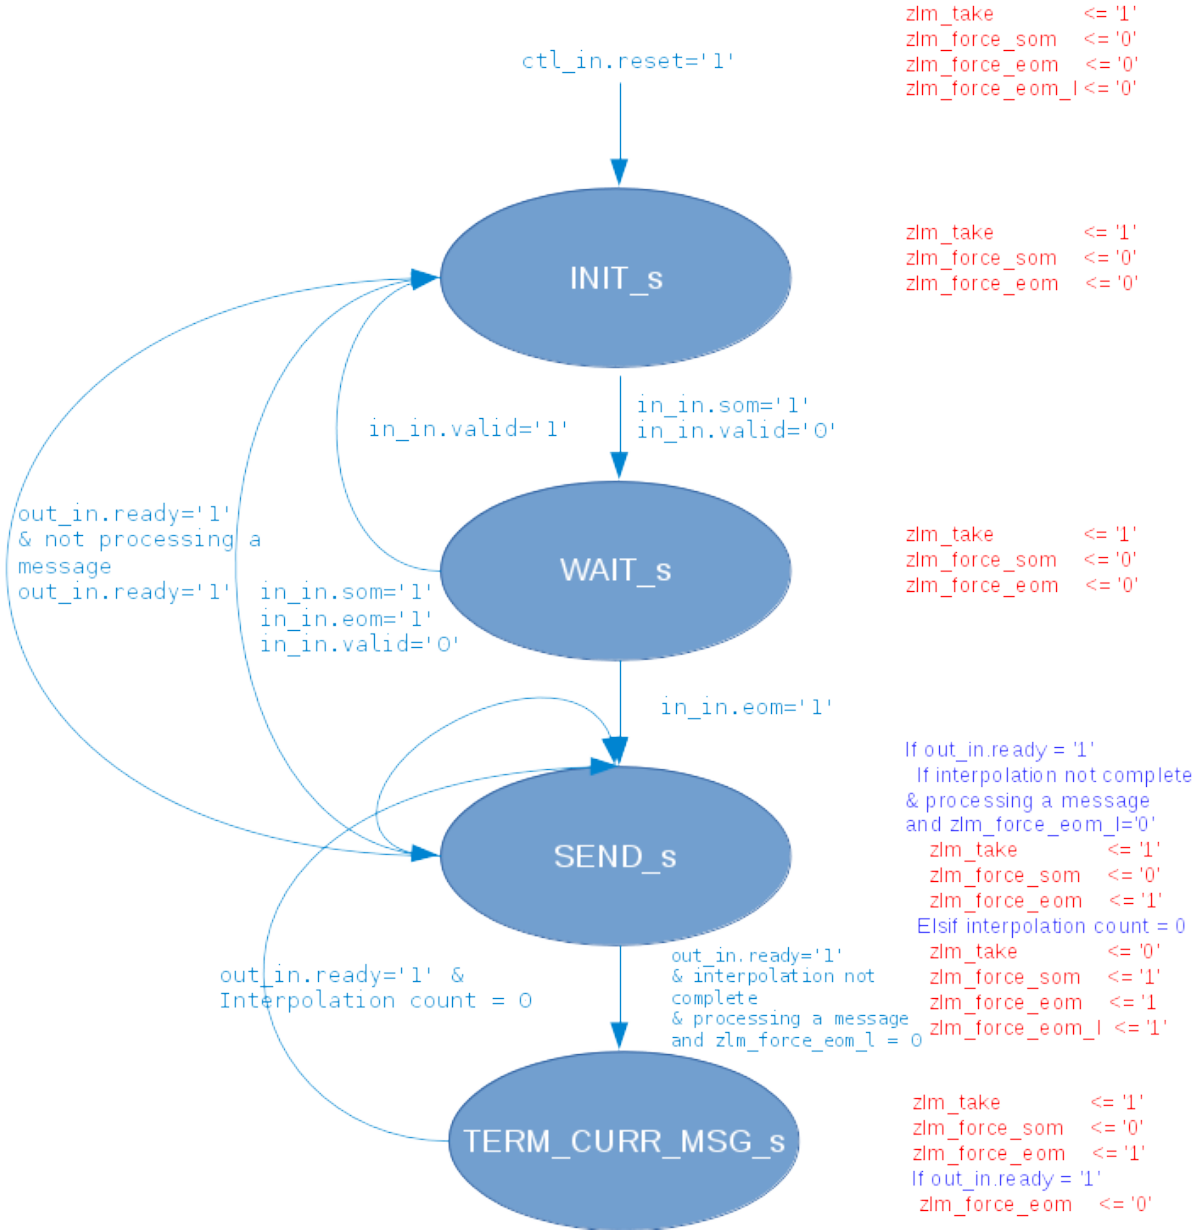 zlm_take <= '1'
zlm_force_som <= '0'
zlm_force_eom <= '0'
zlm_force_eom_l <= '0'
ctl_in.reset='1'
INIT_s
zlm_take <= '1'
zlm_force_som <= '0'
zlm_force_eom <= '0'
in_in.som='1'
in_in.valid='0'
in_in.valid='1'
out_in.ready='1'
& not processing a
message
out_in.ready='1'
in_in.som='1'
in_in.eom='1'
in_in.valid='0'
WAIT_s
zlm_take <= '1'
zlm_force_som <= '0'
zlm_force_eom <= '0'
in_in.eom='1'
SEND_s
If out_in.ready = '1'
If interpolation not complete
& processing a message
and zlm_force_eom_l='0'
zlm_take <= '1'
zlm_force_som <= '0'
zlm_force_eom <= '1'
Elsif interpolation count = 0
zlm_take <= '0'
zlm_force_som <= '1'
zlm_force_eom <= '1
zlm_force_eom_l <= '1'
out_in.ready='1' &
Interpolation count = 0
out_in.ready='1'
& interpolation not
complete
& processing a message
and zlm_force_eom_l = 0
TERM_CURR_MSG_s
zlm_take <= '1'
zlm_force_som <= '0'
zlm_force_eom <= '1'
If out_in.ready = '1'
zlm_force_eom <= '0'